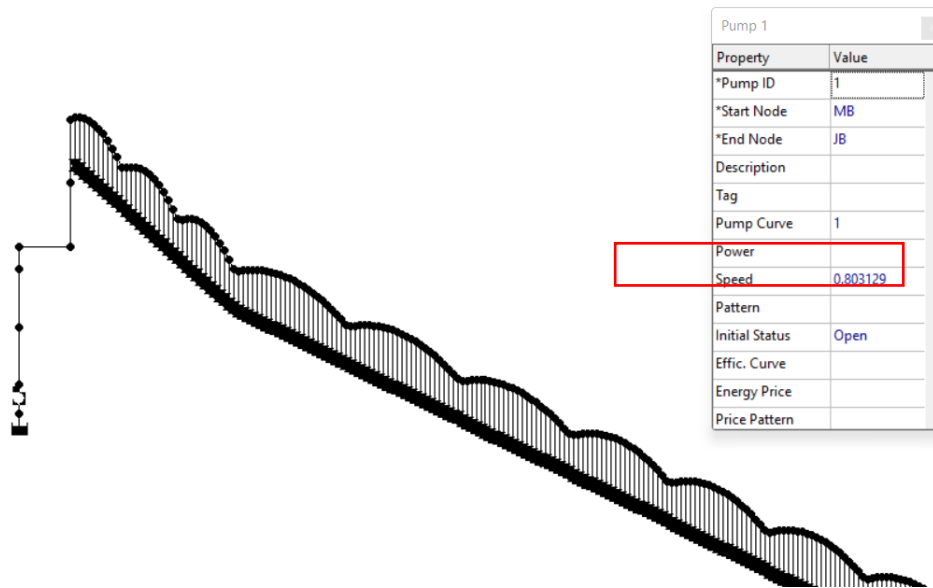 Pump 1
Property Value
*Pump ID 1
*Start Node MB
*End Node JB
Description
Tag
Pump Curve 1
Power
Speed 0.803129
Pattern
Initial Status Open
Effic. Curve
Energy Price
Price Pattern